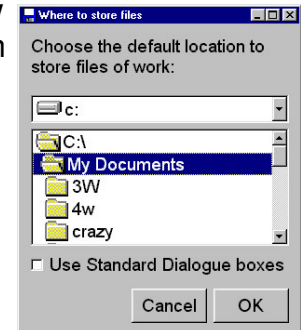 Where to store files
Choose the default location to
store files of work:
c:
C:\
My Documents
3W
4w
crazy
Use Standard Dialogue boxes
Cancel OK